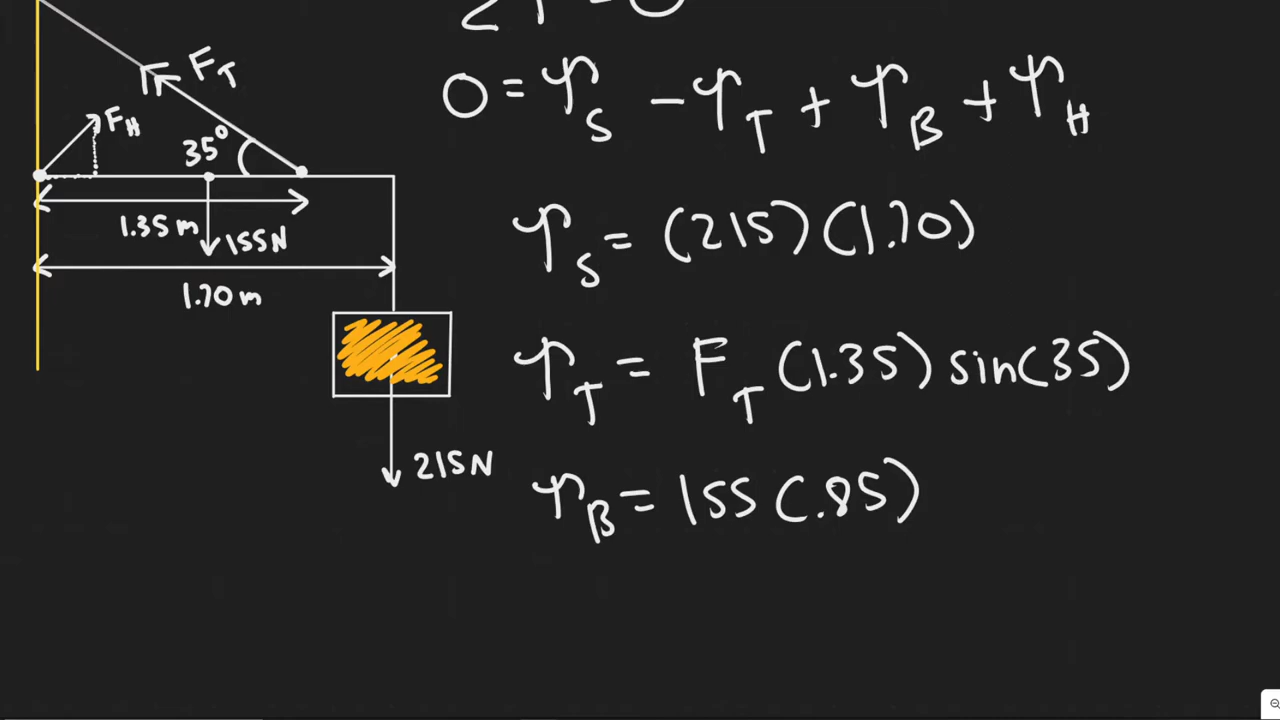 F_T
F_H
35°
1.35 m
155N
1.70 m
215N
0 = τ_S - τ_T + τ_B + τ_H
τ_S = (215)(1.70)
τ_T = F_T (1.35) sin(35)
τ_B = 155 (.85)